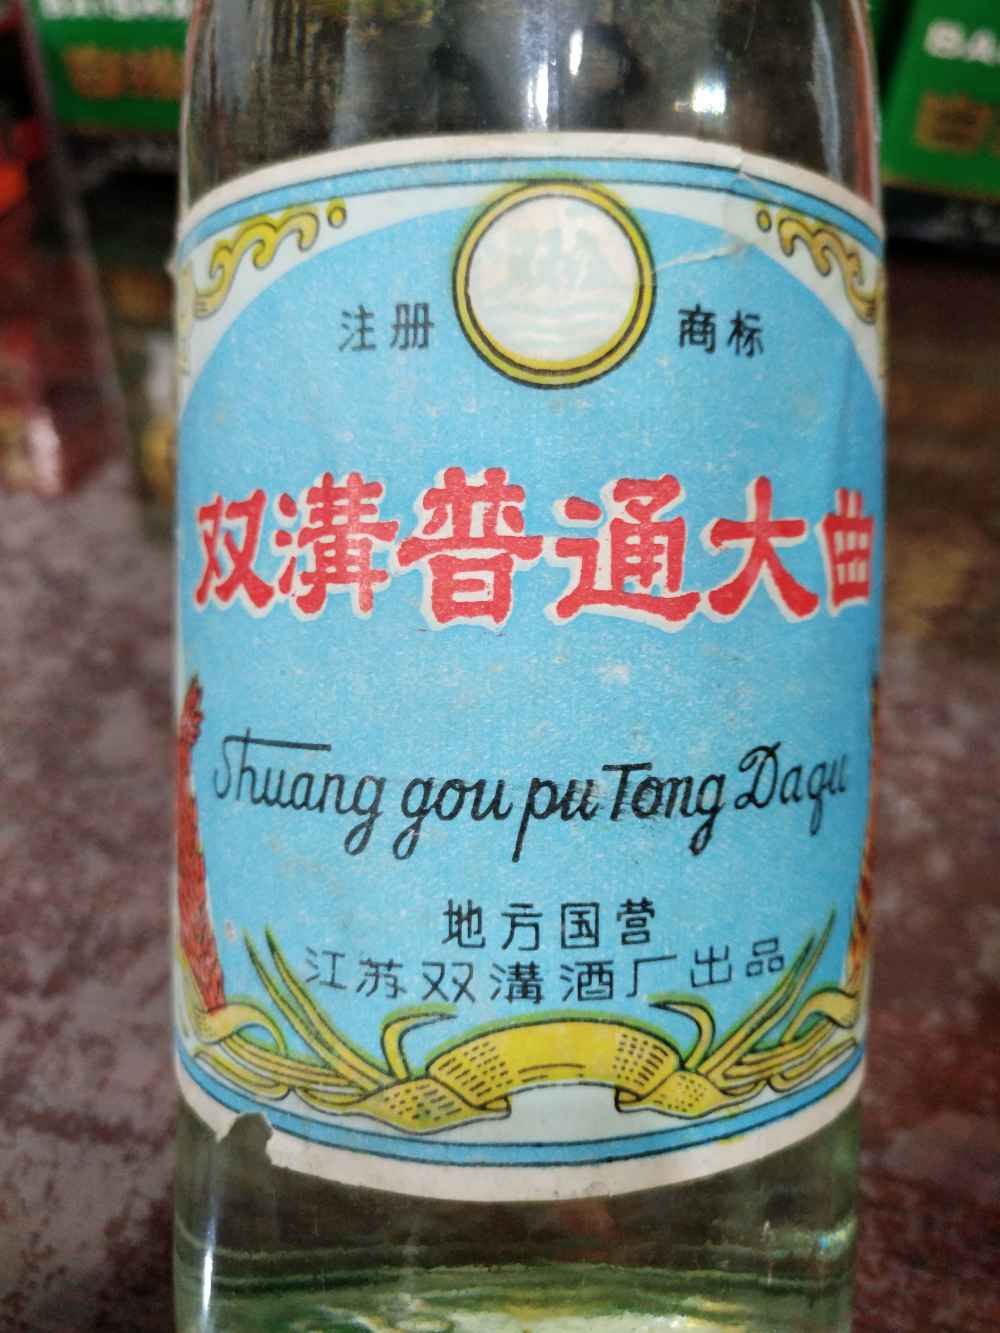 注册 商标
双溝普通大曲
Shuang gou pu Tong Daqu
地方国营
江苏双溝酒厂出品